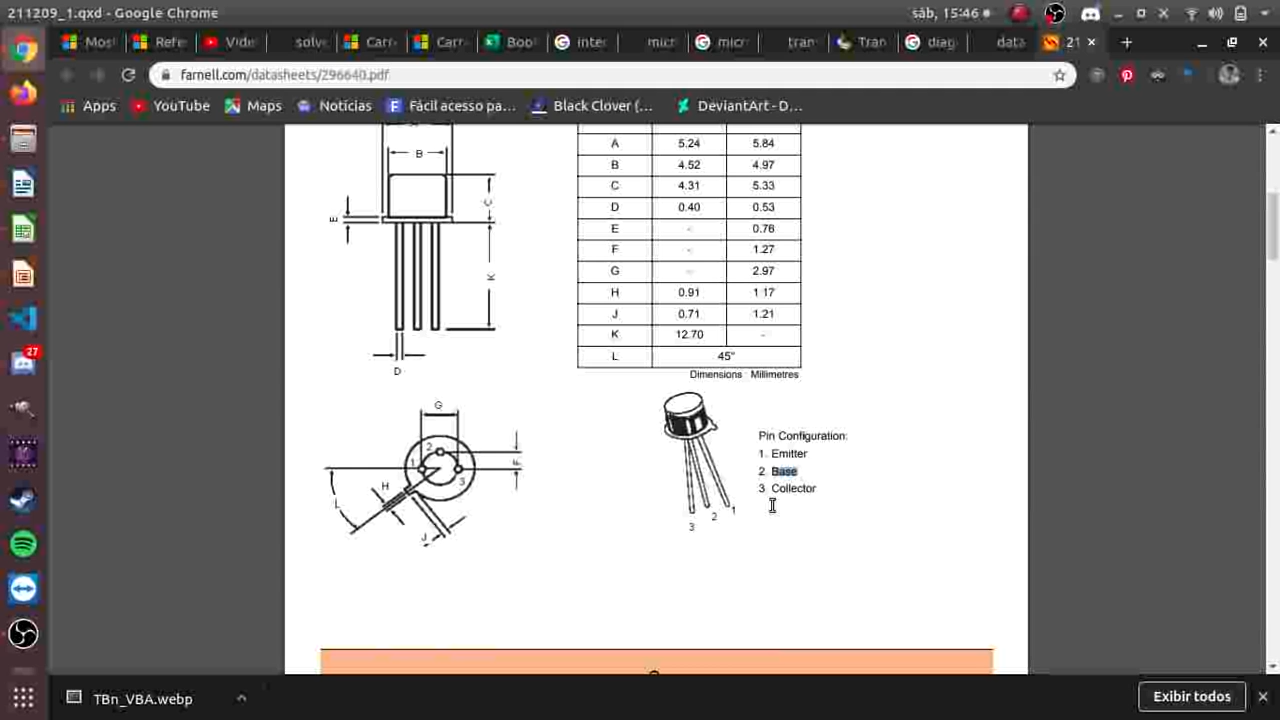 211209_1.qxd - Google Chrome
sáb, 15:46
Most
Refe
Vide
solve
Carr
Carr
Boo
inte
micr
micr
tran
Tran
diag
data
21
farnell.com/datasheets/296640.pdf
Apps
YouTube
Maps
Notícias
Fácil acesso pa...
Black Clover (...
DeviantArt - D...
A 5.24 5.84
B 4.52 4.97
C 4.31 5.33
D 0.40 0.53
E - 0.76
F - 1.27
G - 2.97
H 0.91 1 17
J 0.71 1.21
K 12.70 -
L 45°
Dimensions Millimetres
B
C
E
K
D
G
2
F
1
3
H
L
J
Pin Configuration:
1. Emitter
2 Base
3 Collector
1
2
3
27
TBn_VBA.webp
Exibir todos